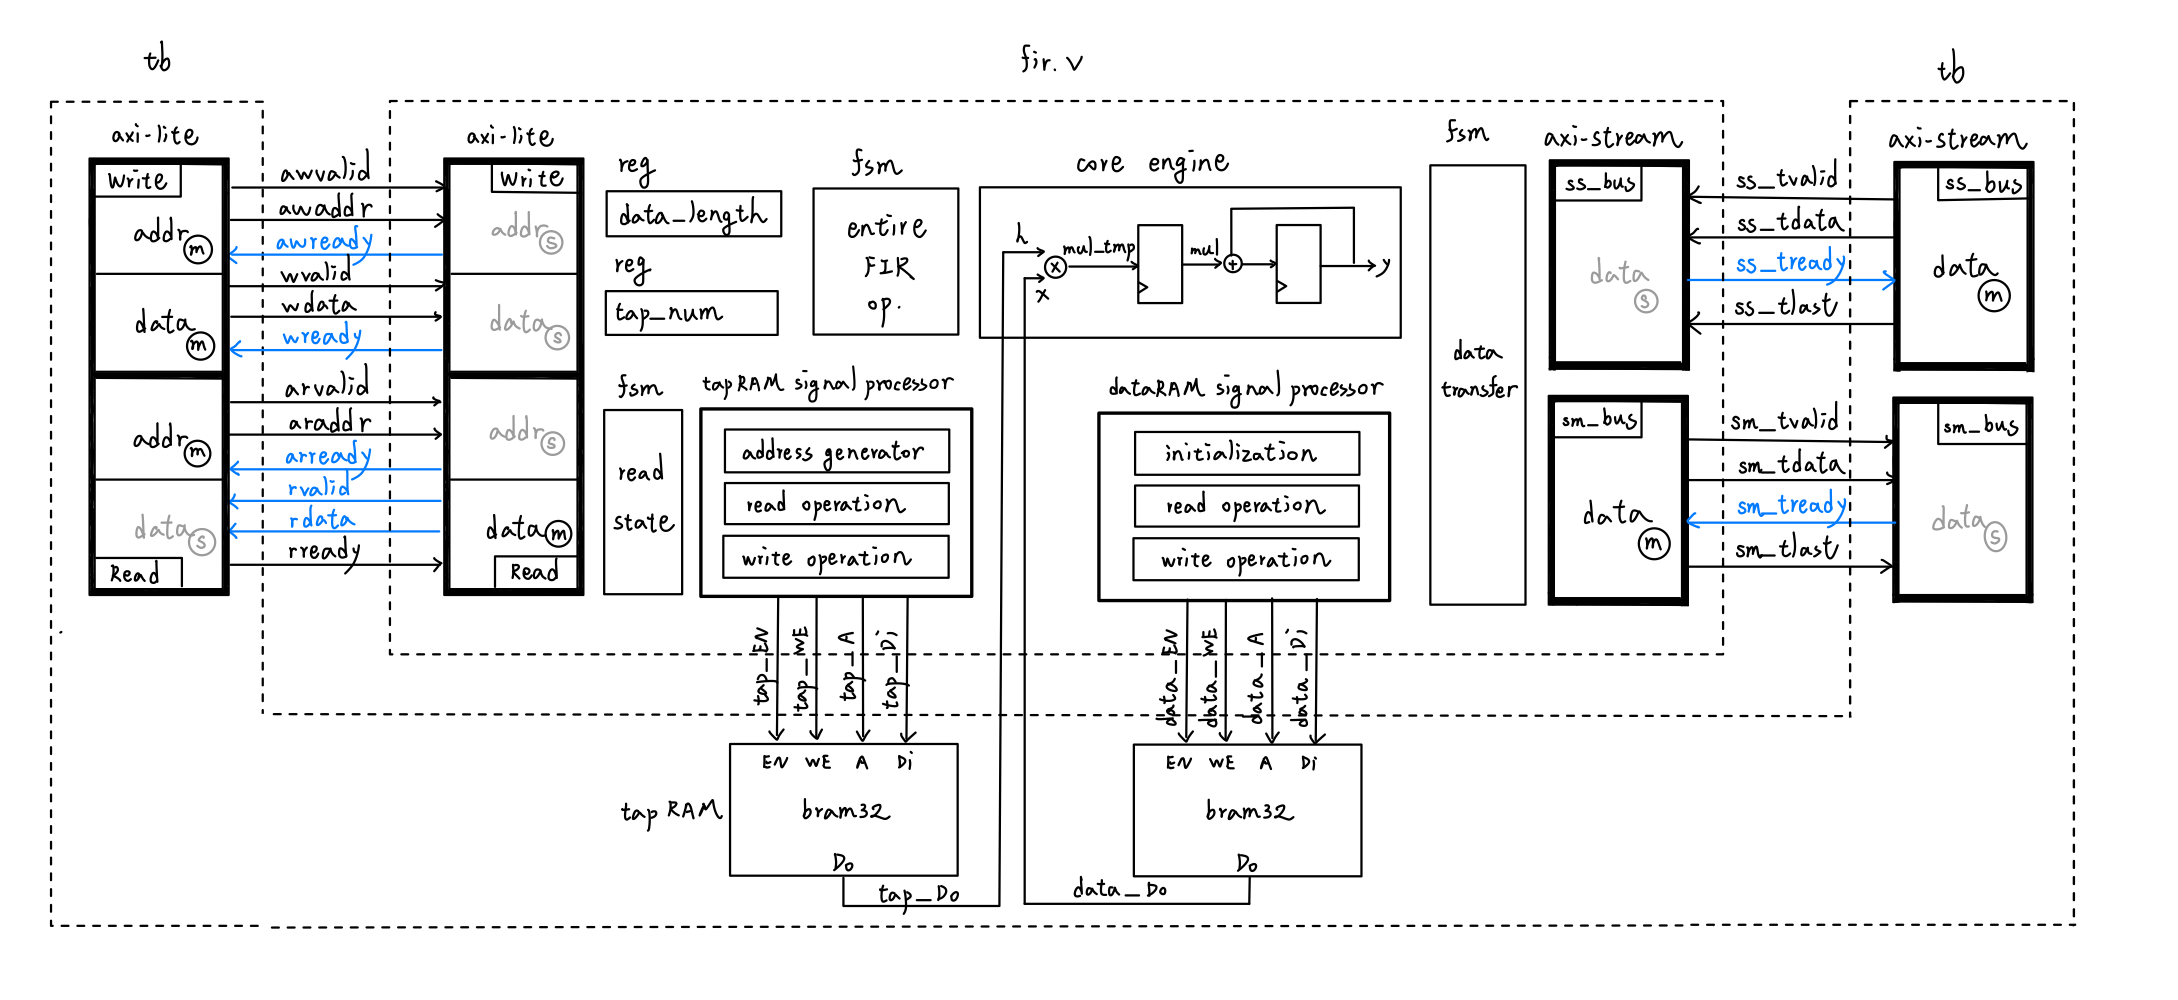 tb
fir.v
tb
axi-lite
Write
addr m
data m
addr m
data s
Read
awvalid
awaddr
awready
wvalid
wdata
wready
arvalid
araddr
arready
rvalid
rdata
rready
axi-lite
Write
addr s
data s
addr s
data m
Read
reg
data_length
reg
tap_num
fsm
entire
FIR
op.
core engine
h
x
x
mul_tmp
mul
+
y
fsm
read
state
tapRAM signal processor
address generator
read operation
write operation
dataRAM signal processor
initialization
read operation
write operation
fsm
data
transfer
axi-stream
ss_bus
data s
sm_bus
data m
ss_tvalid
ss_tdata
ss_tready
ss_tlast
sm_tvalid
sm_tdata
sm_tready
sm_tlast
axi-stream
ss_bus
data m
sm_bus
data s
tap_EN
tap_WE
tap_A
tap_Di
data_EN
data_WE
data_A
data_Di
EN WE A Di
tapRAM
bram32
Do
tap_Do
EN WE A Di
bram32
Do
data_Do